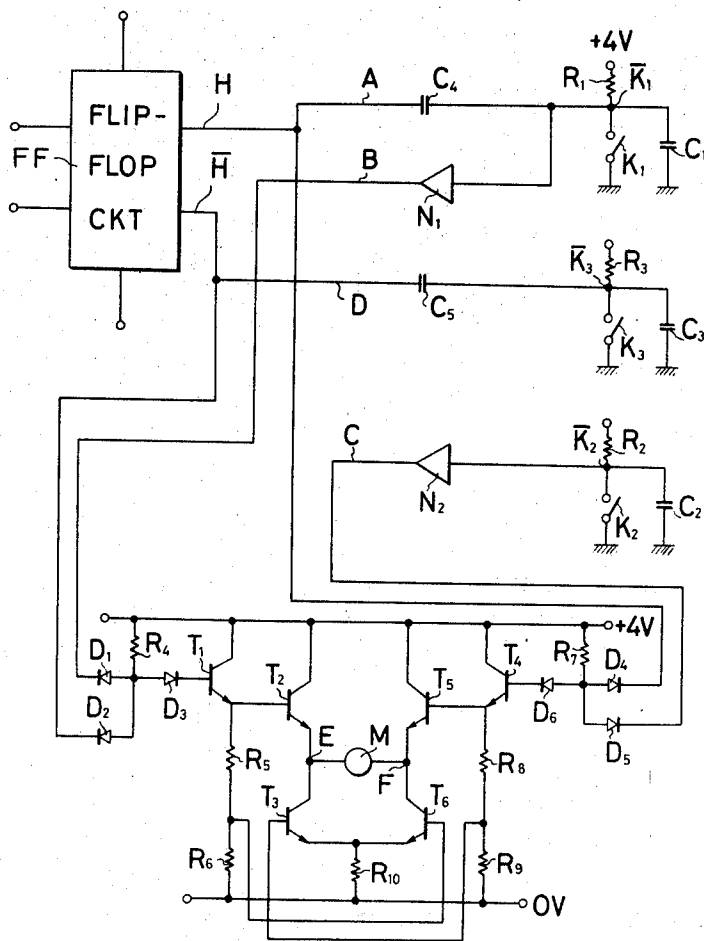 +4V
H A C4 R1 K̅1
FLIP-
FF FLOP
K1 C1
H̅ B
CKT
N1
K̅3 R3
D C5
K3 C3
C K̅2 R2
N2
K2 C2
+4V
D1 R4 T1 T2 T5 T4 R7 D4
D2 D3 D6 D5
E M
R5 F R8
T3 T6
R6 R10 R9
0V